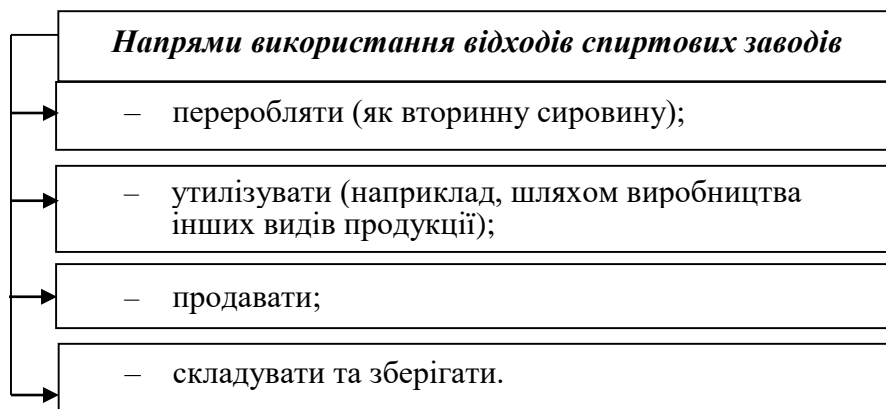 Напрями використання відходів спиртових заводів
– переробляти (як вторинну сировину);
– утилізувати (наприклад, шляхом виробництва
інших видів продукції);
– продавати;
– складувати та зберігати.